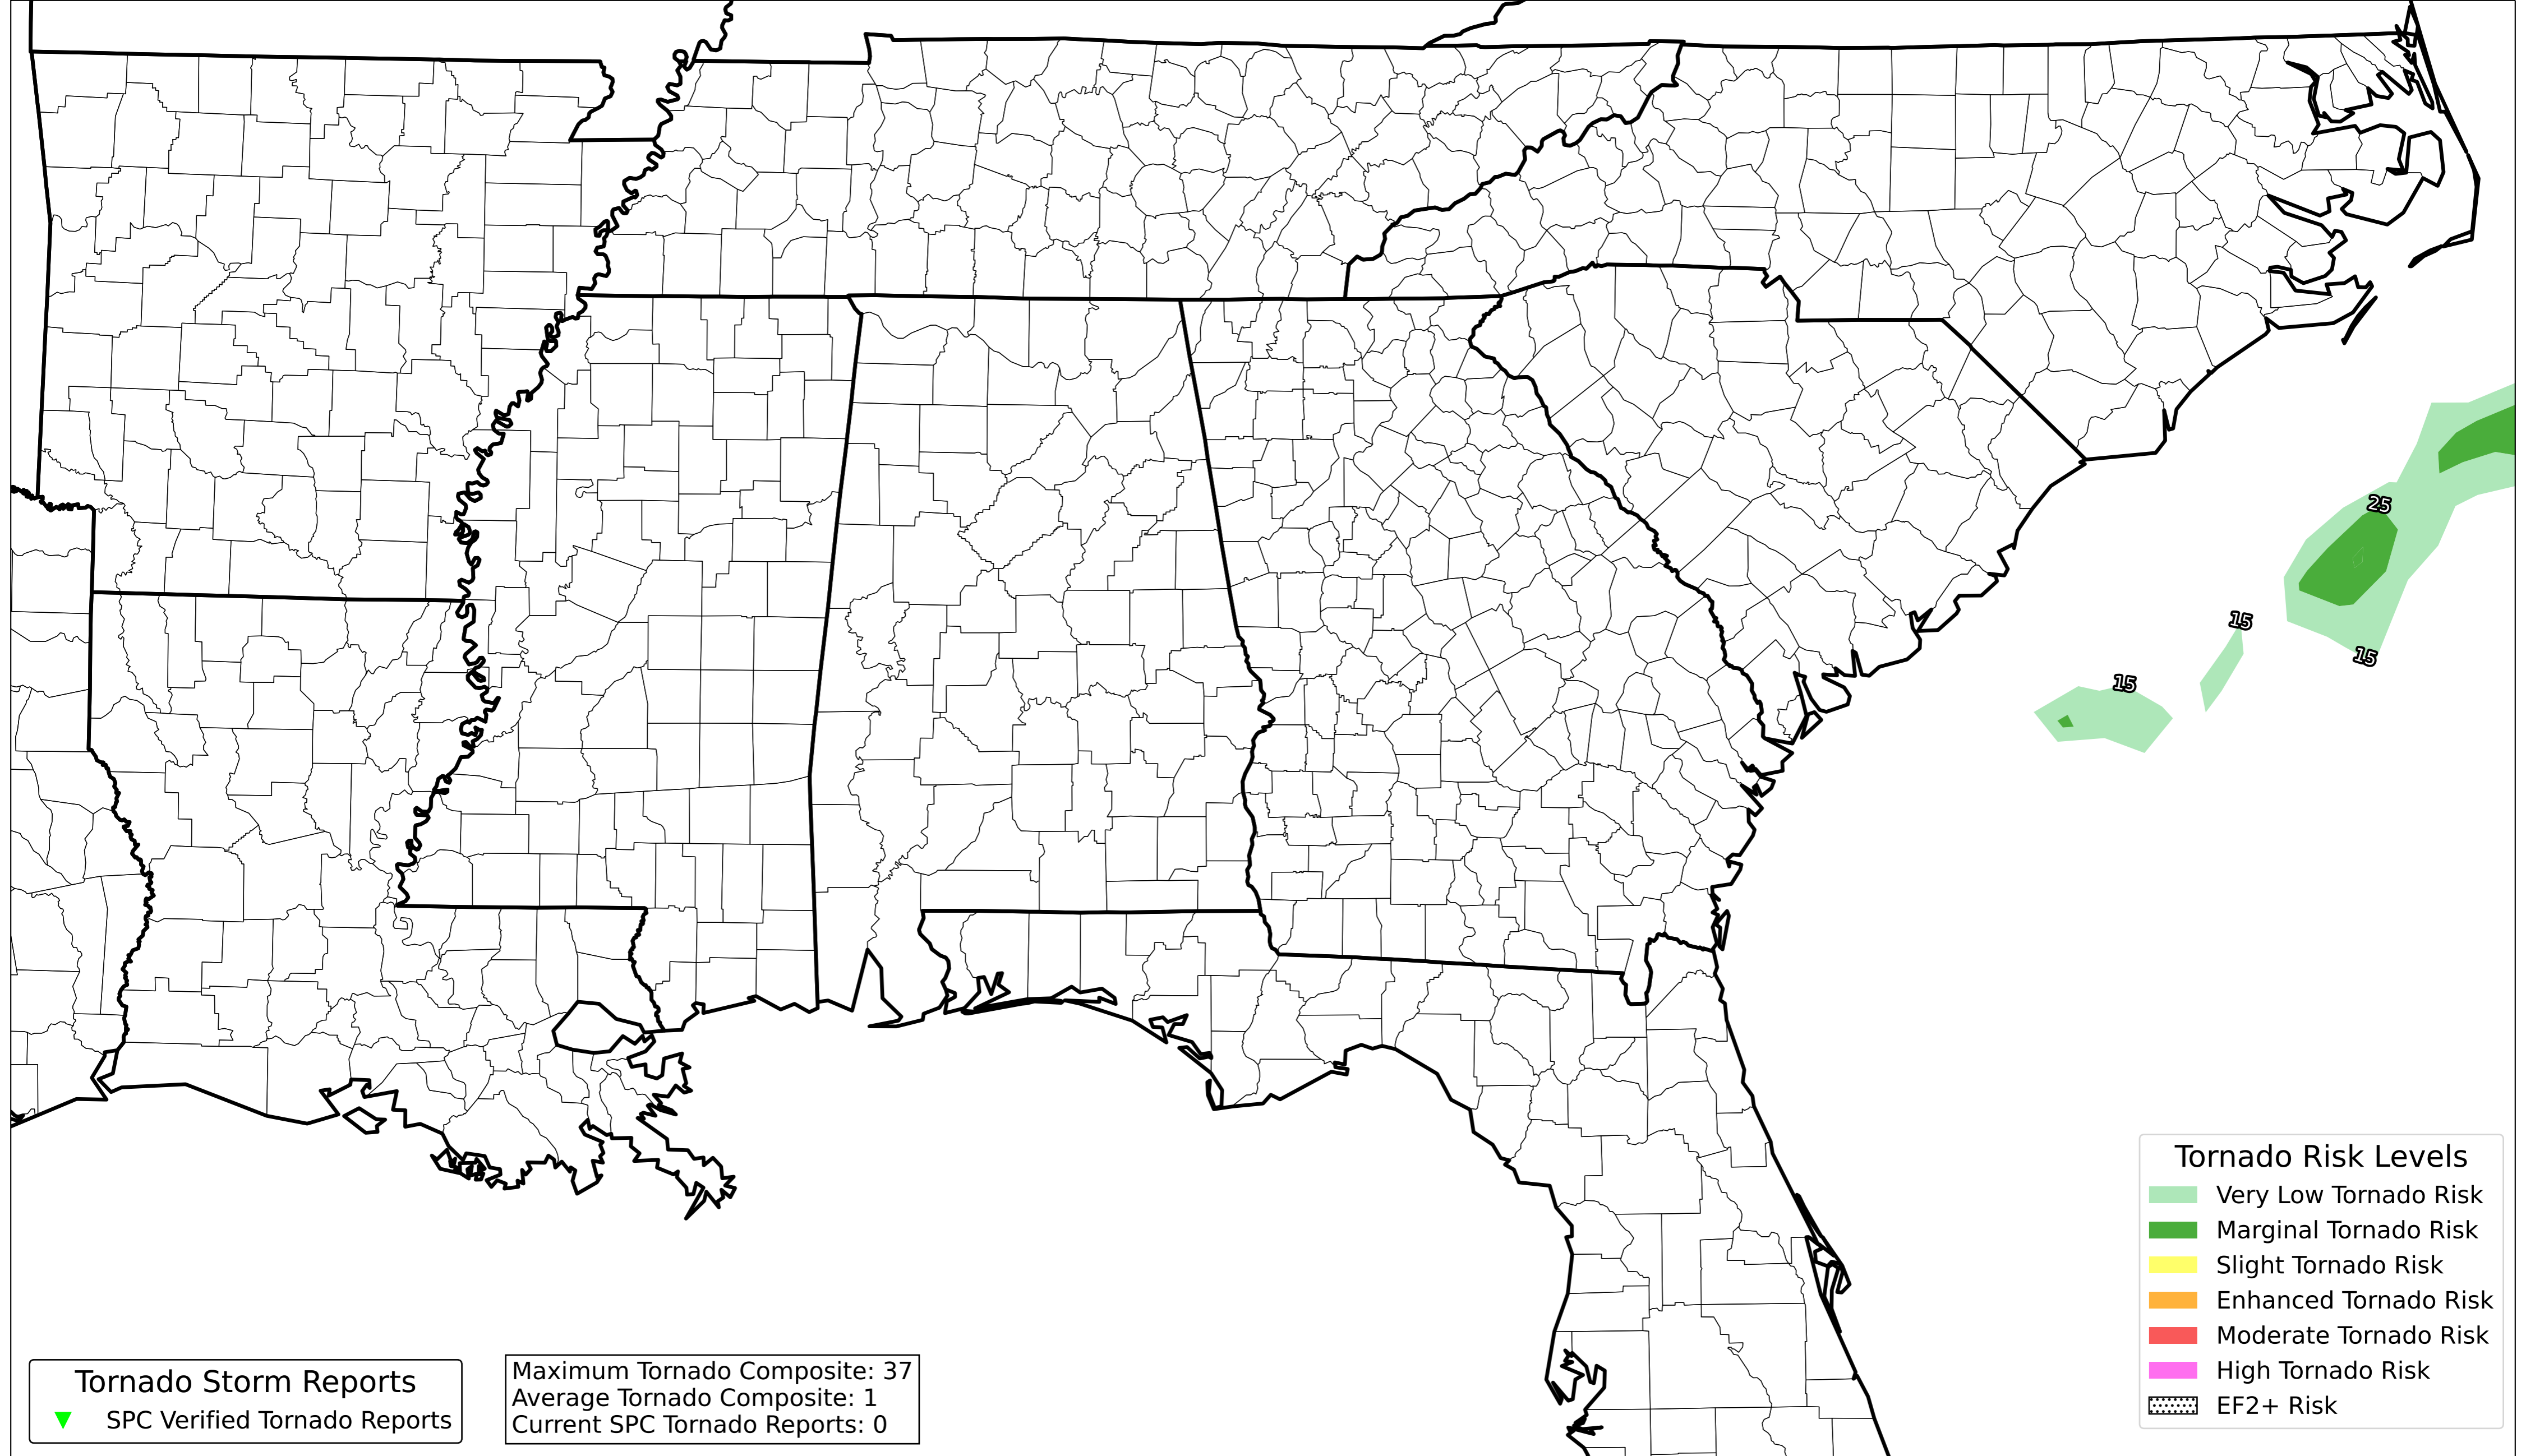 25
15
15
15
Tornado Risk Levels
Very Low Tornado Risk
Marginal Tornado Risk
Slight Tornado Risk
Enhanced Tornado Risk
Moderate Tornado Risk
High Tornado Risk
EF2+ Risk
Tornado Storm Reports
SPC Verified Tornado Reports
Maximum Tornado Composite: 37
Average Tornado Composite: 1
Current SPC Tornado Reports: 0